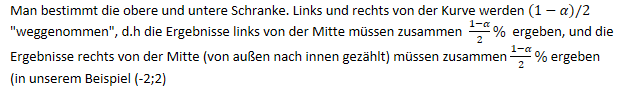 Man bestimmt die obere und untere Schranke. Links und rechts von der Kurve werden (1 − 𝛼)/2
"weggenommen", d.h die Ergebnisse links von der Mitte müssen zusammen (1−𝛼)/2 % ergeben, und die
Ergebnisse rechts von der Mitte (von außen nach innen gezählt) müssen zusammen (1−𝛼)/2 % ergeben
(in unserem Beispiel (-2;2)